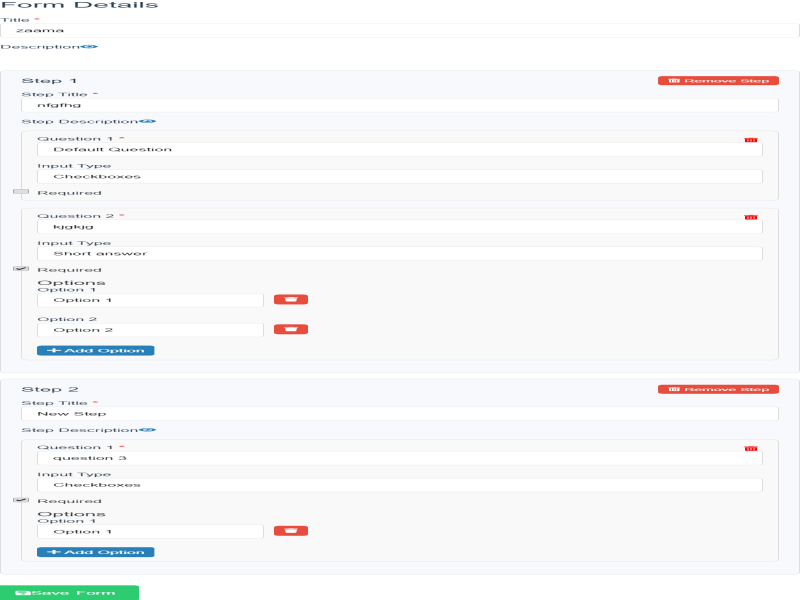 Form Details
Title *
zaama
Description
Step 1
Remove Step
Step Title *
nfgfhg
Step Description
Question 1 *
Default Question
Input Type
Checkboxes
Required
Question 2 *
kjgkjg
Input Type
Short answer
Required
Options
Option 1
Option 1
Option 2
Option 2
Add Option
Step 2
Remove Step
Step Title *
New Step
Step Description
Question 1 *
question 3
Input Type
Checkboxes
Required
Options
Option 1
Option 1
Add Option
Save Form